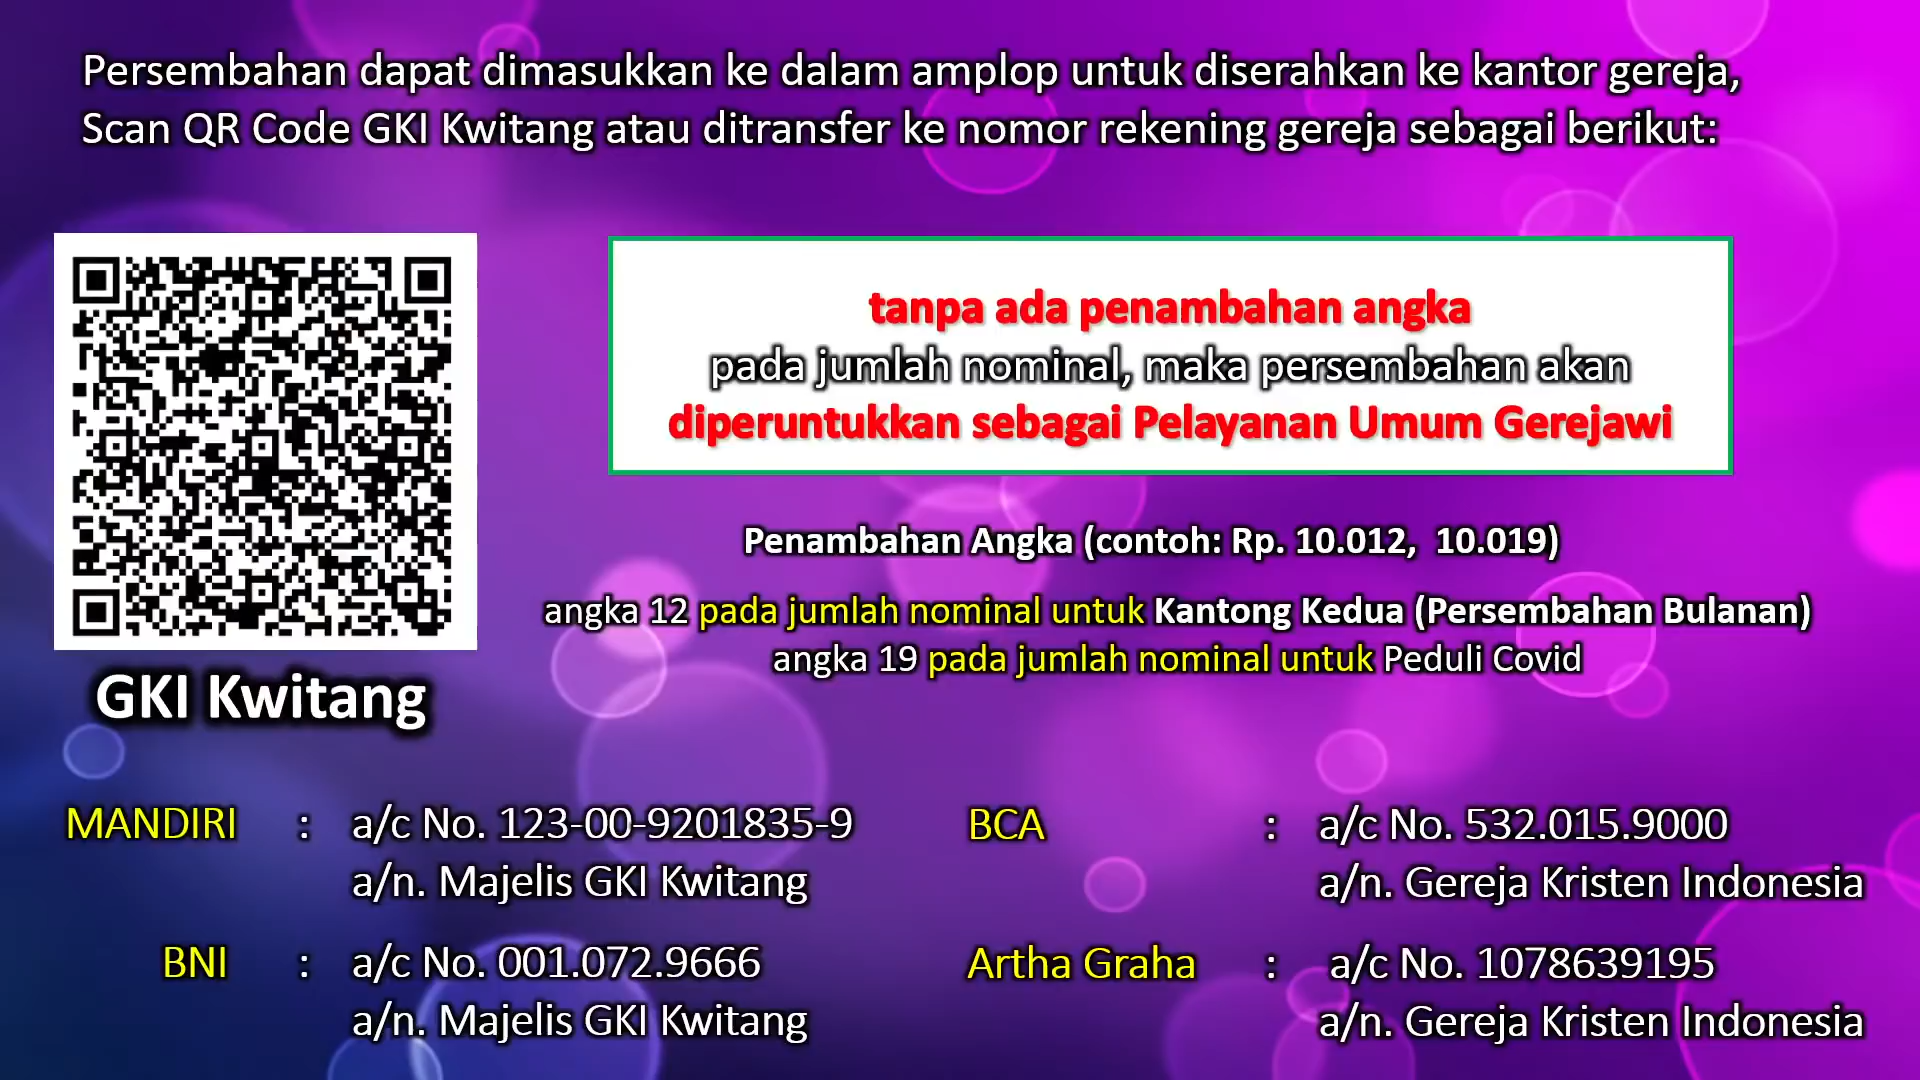 Persembahan dapat dimasukkan ke dalam amplop untuk diserahkan ke kantor gereja,
Scan QR Code GKI Kwitang atau ditransfer ke nomor rekening gereja sebagai berikut:
tanpa ada penambahan angka
pada jumlah nominal, maka persembahan akan
diperuntukkan sebagai Pelayanan Umum Gerejawi
Penambahan Angka (contoh: Rp. 10.012, 10.019)
angka 12 pada jumlah nominal untuk Kantong Kedua (Persembahan Bulanan)
angka 19 pada jumlah nominal untuk Peduli Covid
GKI Kwitang
MANDIRI : a/c No. 123-00-9201835-9
a/n. Majelis GKI Kwitang
BCA : a/c No. 532.015.9000
a/n. Gereja Kristen Indonesia
BNI : a/c No. 001.072.9666
a/n. Majelis GKI Kwitang
Artha Graha : a/c No. 1078639195
a/n. Gereja Kristen Indonesia